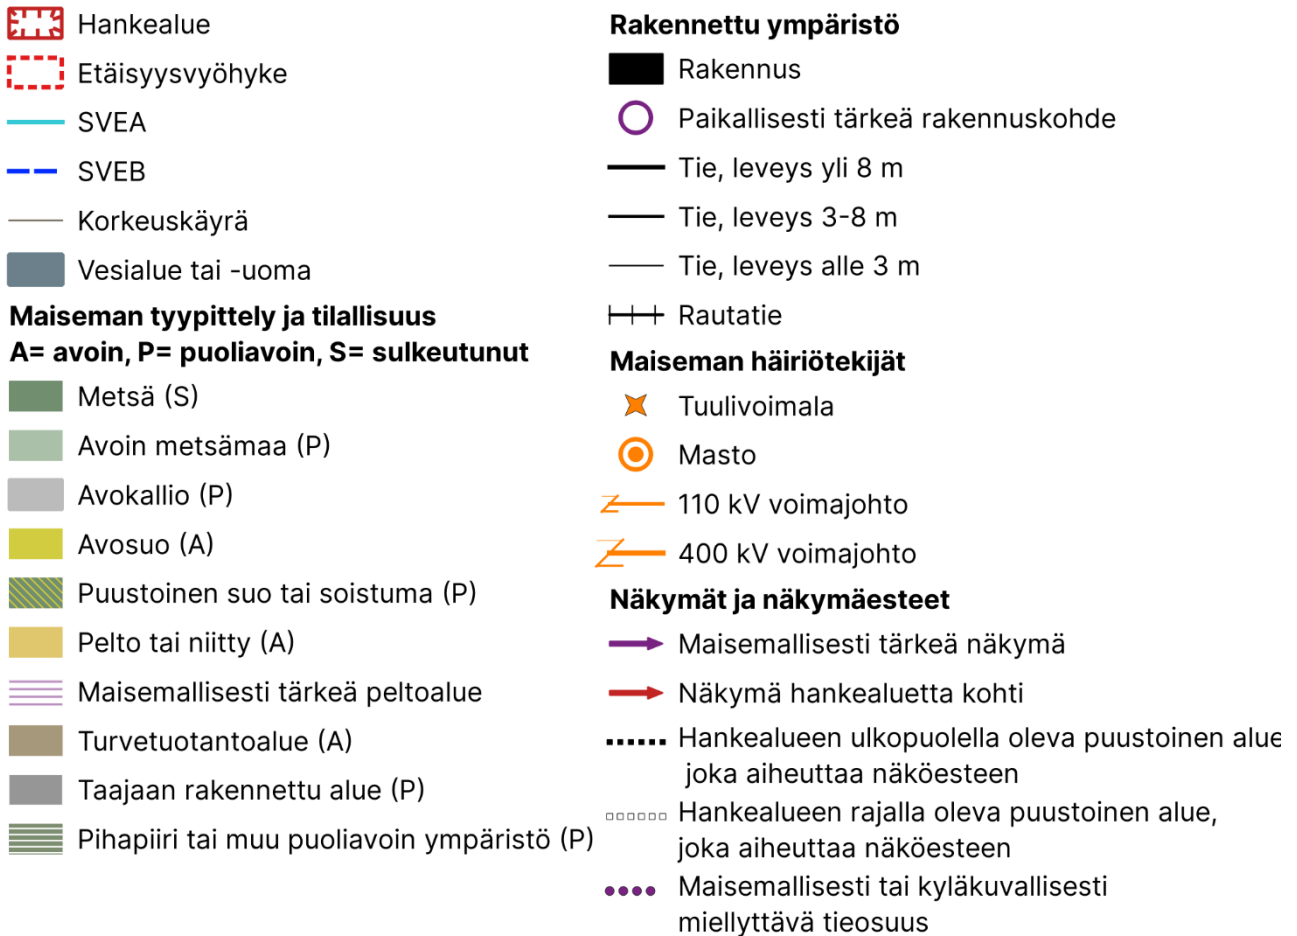 Hankealue
Etäisyysvyöhyke
SVEA
SVEB
Korkeuskäyrä
Vesialue tai -uoma
Maiseman tyypittely ja tilallisuus
A= avoin, P= puoliavoin, S= sulkeutunut
Metsä (S)
Avoin metsämaa (P)
Avokallio (P)
Avosuo (A)
Puustoinen suo tai soistuma (P)
Pelto tai niitty (A)
Maisemallisesti tärkeä peltoalue
Turvetuotantoalue (A)
Taajaan rakennettu alue (P)
Pihapiiri tai muu puoliavoin ympäristö (P)
Rakennettu ympäristö
Rakennus
Paikallisesti tärkeä rakennuskohde
Tie, leveys yli 8 m
Tie, leveys 3-8 m
Tie, leveys alle 3 m
Rautatie
Maiseman häiriötekijät
Tuulivoimala
Masto
110 kV voimajohto
400 kV voimajohto
Näkymät ja näkymäesteet
Maisemallisesti tärkeä näkymä
Näkymä hankealuetta kohti
Hankealueen ulkopuolella oleva puustoinen alue
joka aiheuttaa näköesteen
Hankealueen rajalla oleva puustoinen alue,
joka aiheuttaa näköesteen
Maisemallisesti tai kyläkuvallisesti
miellyttävä tieosuus